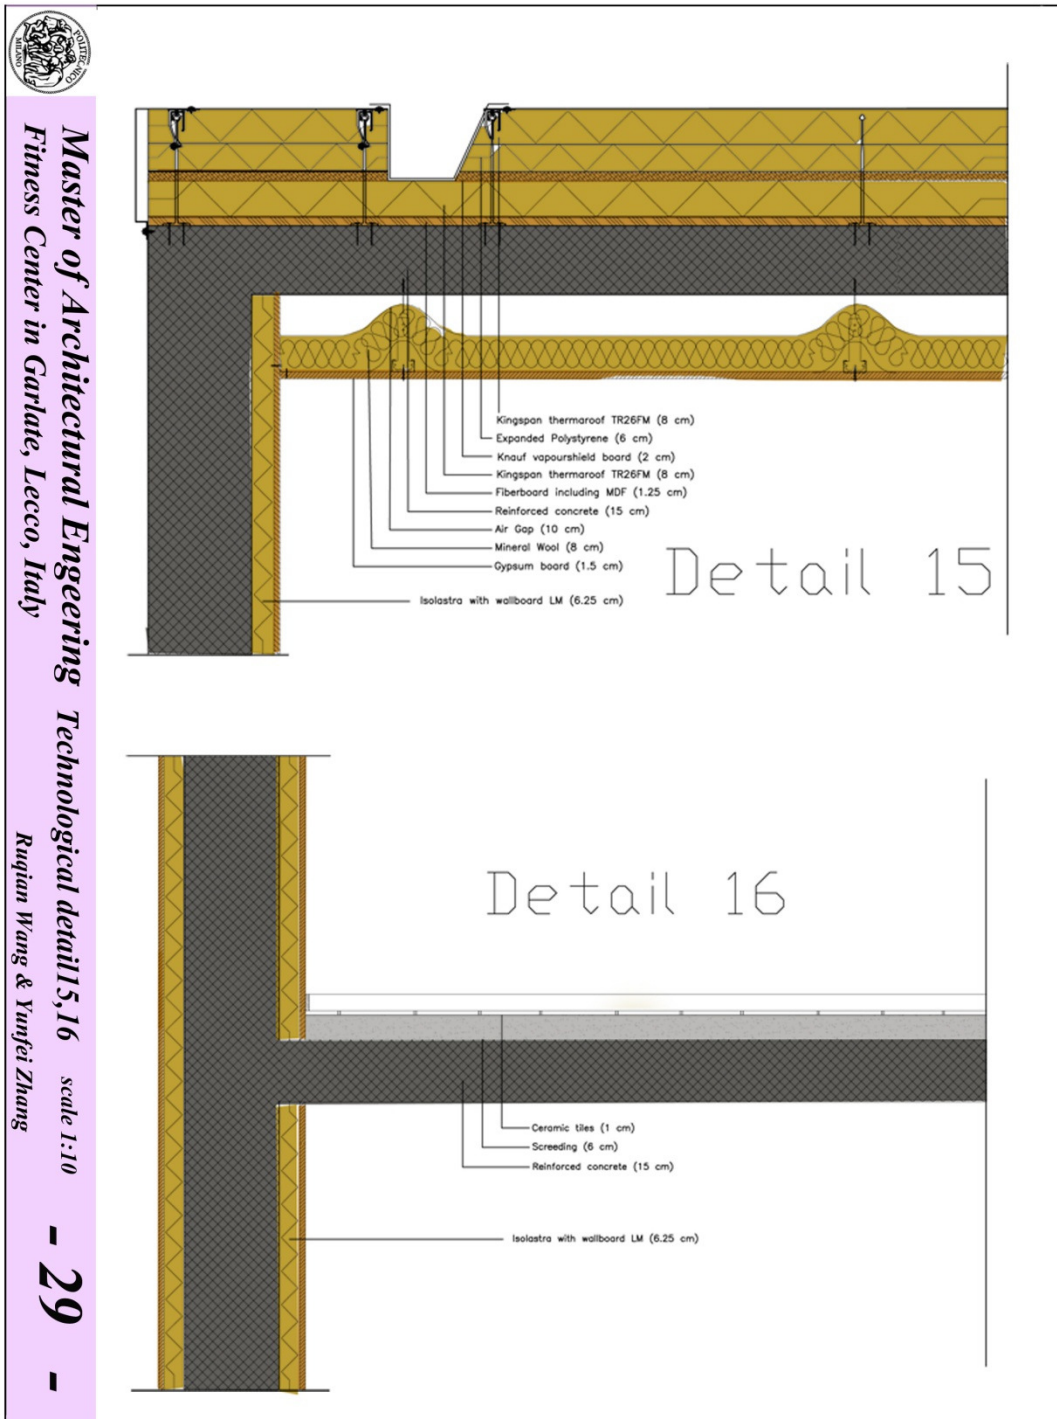 POLITECNICO
MILANO
Master of Architectural Engeering Technological detail15,16 scale 1:10 - 29 -
Fitness Center in Garlate, Lecco, Italy Ruqian Wang & Yunfei Zhang
Kingspan thermaroof TR26FM (8 cm)
Expanded Polystyrene (6 cm)
Knauf vapourshield board (2 cm)
Kingspan thermaroof TR26FM (8 cm)
Fiberboard including MDF (1.25 cm)
Reinforced concrete (15 cm)
Air Gap (10 cm)
Mineral Wool (8 cm)
Gypsum board (1.5 cm)
Isolastra with wallboard LM (6.25 cm)
Detail 15
Detail 16
Ceramic tiles (1 cm)
Screeding (6 cm)
Reinforced concrete (15 cm)
Isolastra with wallboard LM (6.25 cm)